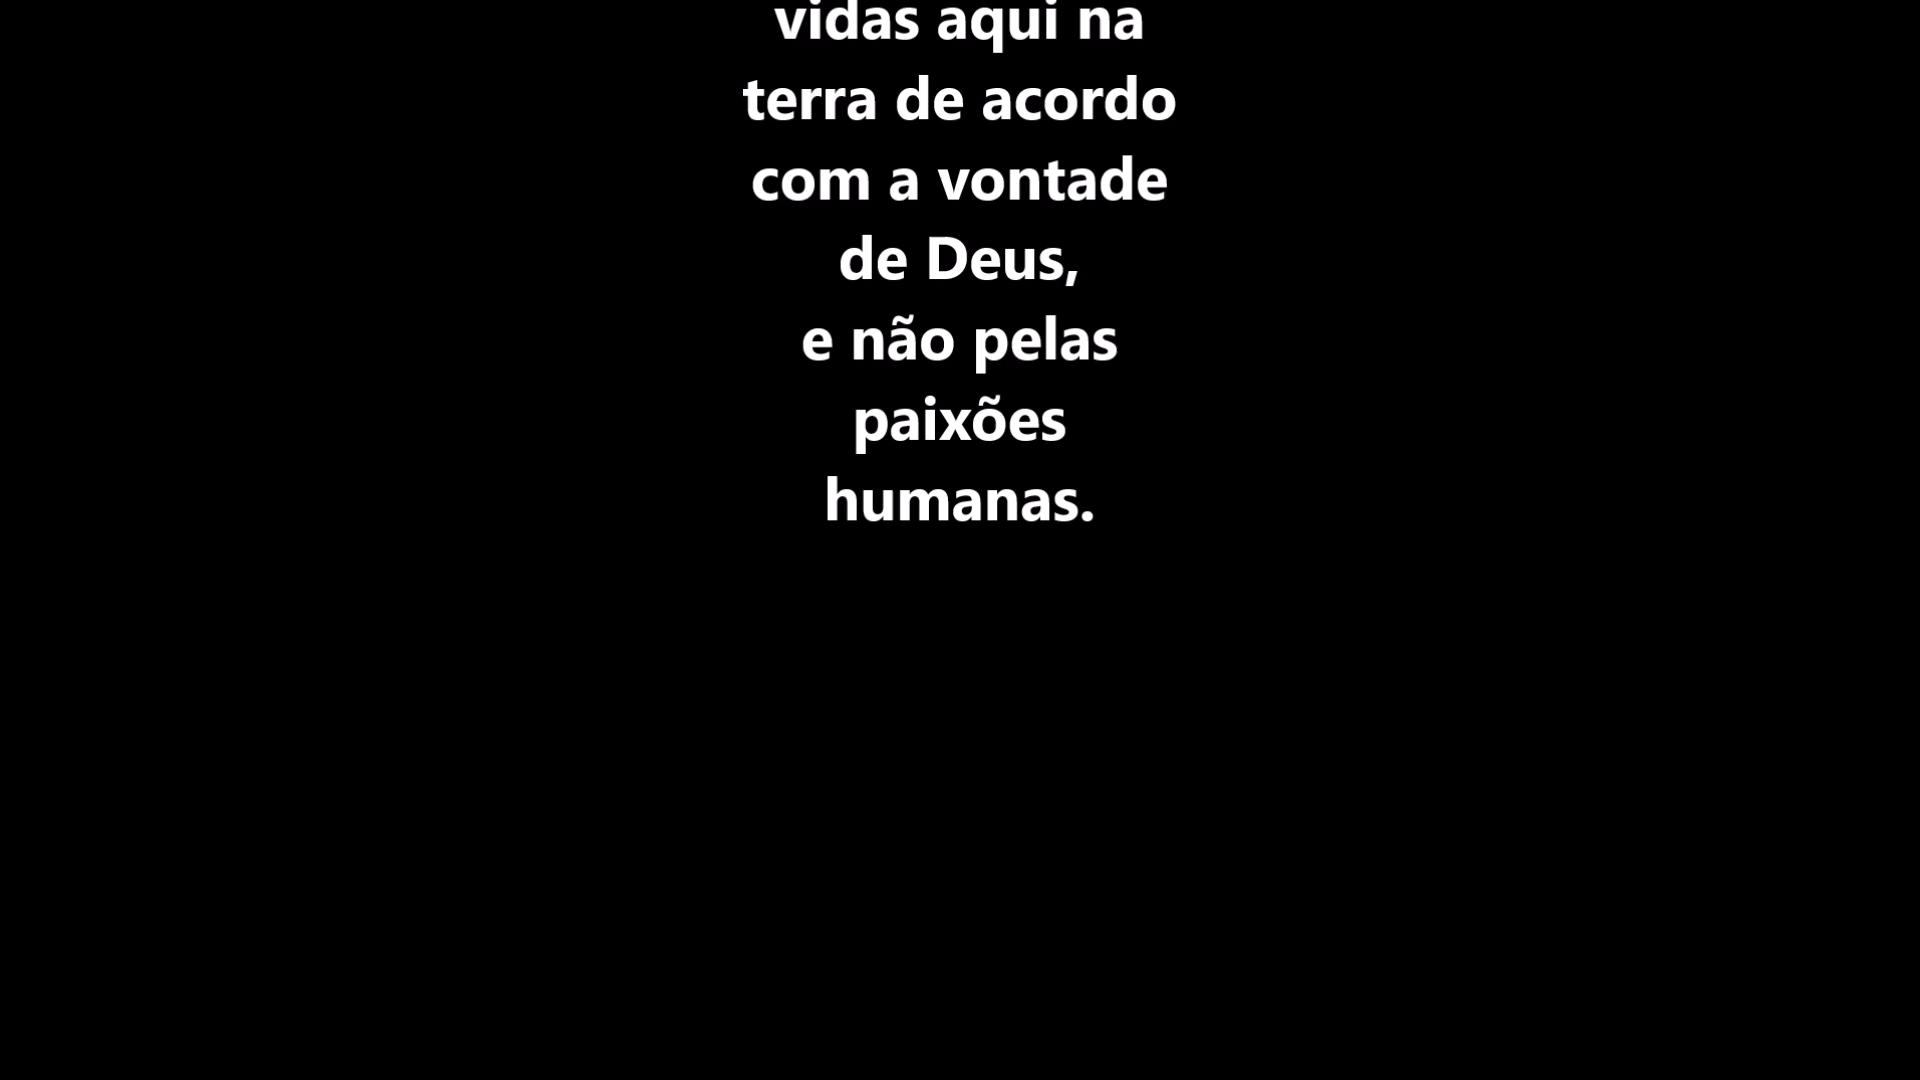 vidas aqui na
terra de acordo
com a vontade
de Deus,
e não pelas
paixões
humanas.